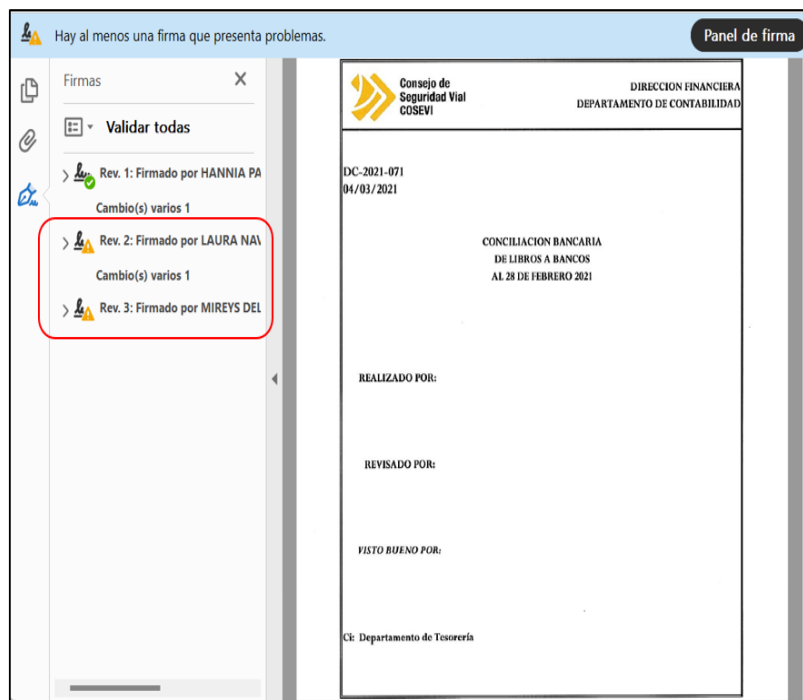 Hay al menos una firma que presenta problemas.
Panel de firma
Firmas
Validar todas
Rev. 1: Firmado por HANNIA PA
Cambio(s) varios 1
Rev. 2: Firmado por LAURA NAV
Cambio(s) varios 1
Rev. 3: Firmado por MIREYS DEL
Consejo de
Seguridad Vial
COSEVI
DIRECCION FINANCIERA
DEPARTAMENTO DE CONTABILIDAD
DC-2021-071
04/03/2021
CONCILIACION BANCARIA
DE LIBROS A BANCOS
AL 28 DE FEBRERO 2021
REALIZADO POR:
REVISADO POR:
VISTO BUENO POR:
Ci: Departamento de Tesorería